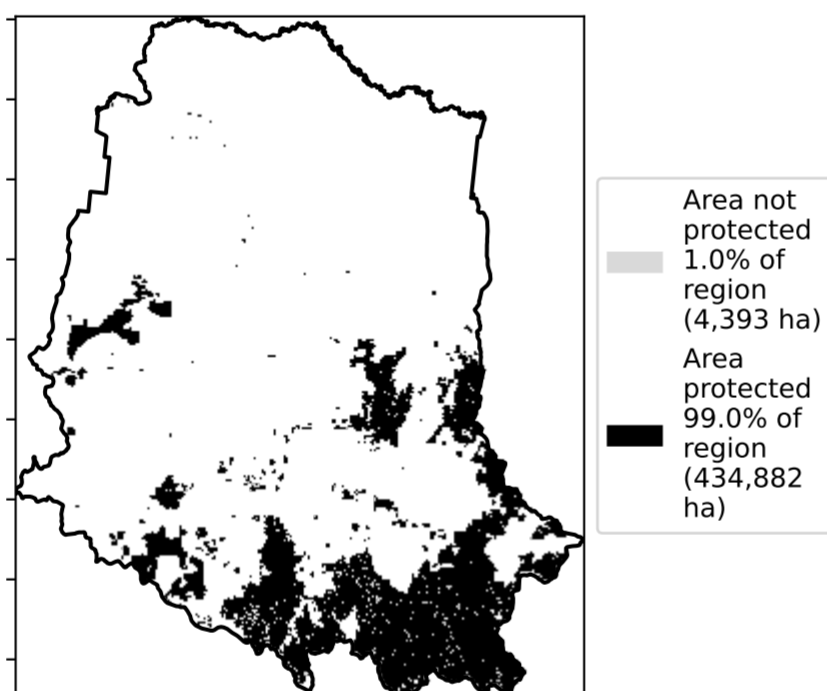 Area not
protected
1.0% of
region
(4,393 ha)
Area
protected
99.0% of
region
(434,882
ha)